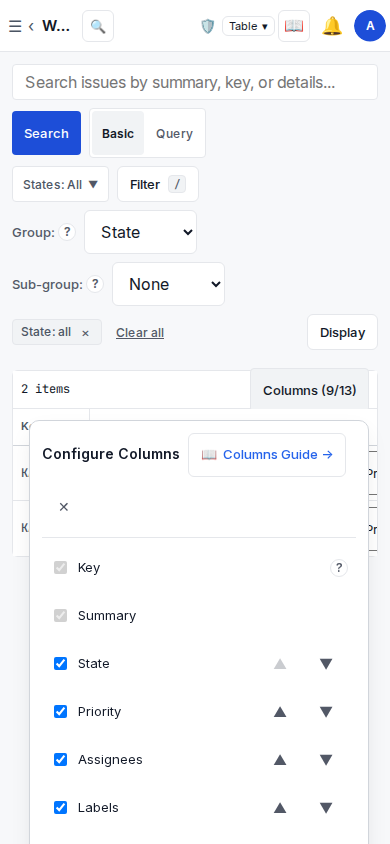 W...
Table ▾
A
Search issues by summary, key, or details...
Search Basic Query
States: All ▼ Filter /
Group: ? State
Sub-group: ? None
State: all × Clear all Display
2 items Columns (9/13)
Configure Columns 📖 Columns Guide →
×
Key ?
Summary
State ▲ ▼
Priority ▲ ▼
Assignees ▲ ▼
Labels ▲ ▼